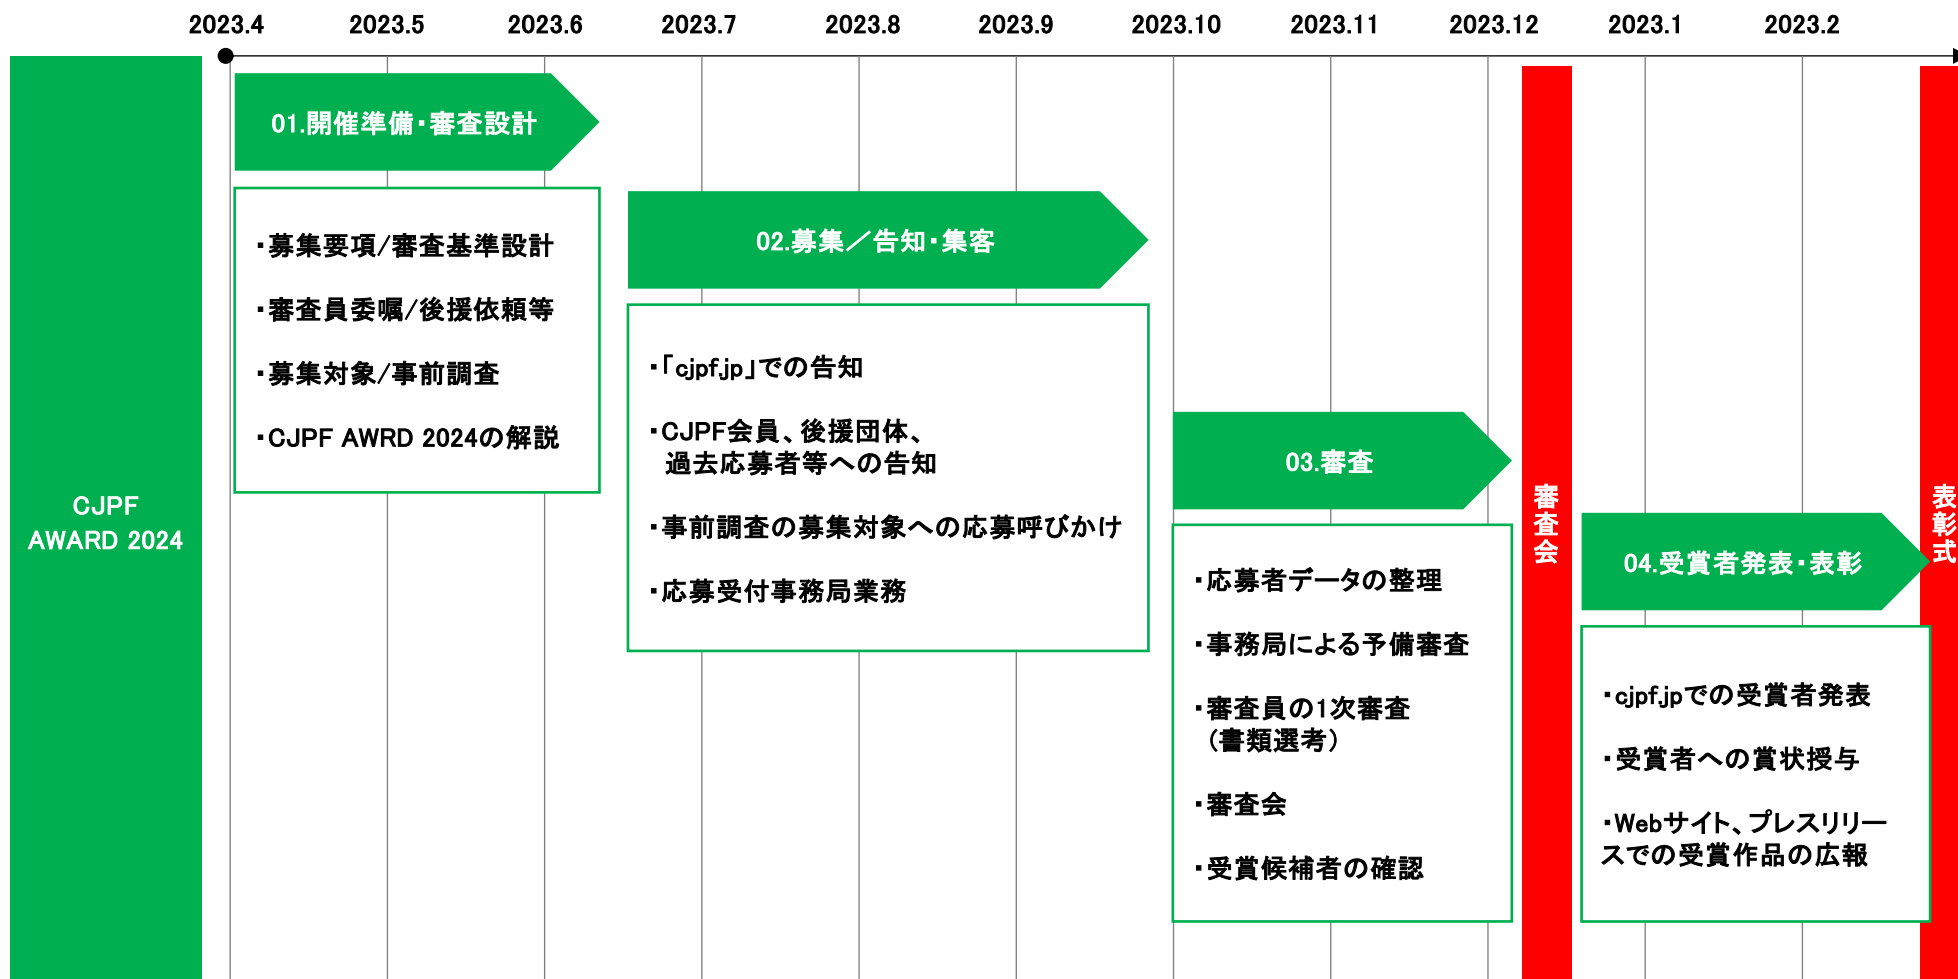 2023.4 2023.5 2023.6 2023.7 2023.8 2023.9 2023.10 2023.11 2023.12 2023.1 2023.2
CJPF
AWARD 2024
01.開催準備・審査設計
・募集要項/審査基準設計
・審査員委嘱/後援依頼等
・募集対象/事前調査
・CJPF AWRD 2024の解説
02.募集／告知・集客
・「cjpf.jp」での告知
・CJPF会員、後援団体、
過去応募者等への告知
・事前調査の募集対象への応募呼びかけ
・応募受付事務局業務
03.審査
・応募者データの整理
・事務局による予備審査
・審査員の1次審査
（書類選考）
・審査会
・受賞候補者の確認
審査会
04.受賞者発表・表彰
・cjpf.jpでの受賞者発表
・受賞者への賞状授与
・Webサイト、プレスリリー
スでの受賞作品の広報
表彰式